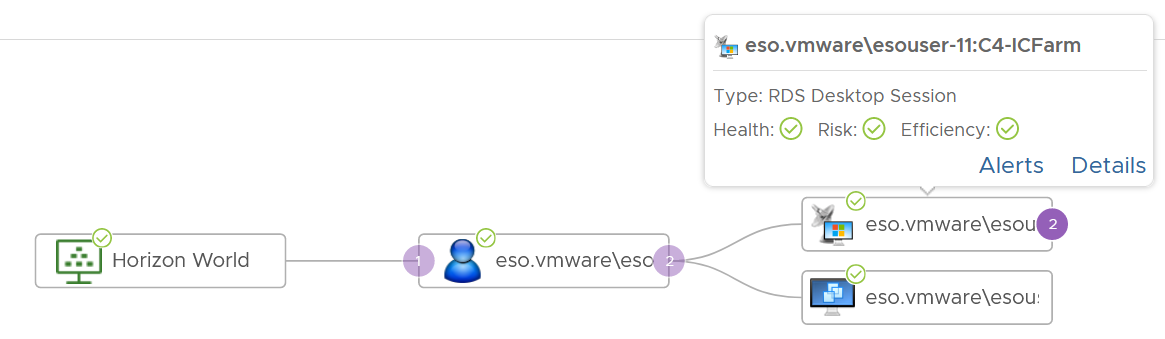 eso.vmware\esouser-11:C4-ICFarm
Type: RDS Desktop Session
Health: Risk: Efficiency:
Alerts Details
eso.vmware\esou
2
Horizon World
1
eso.vmware\eso
2
eso.vmware\esou